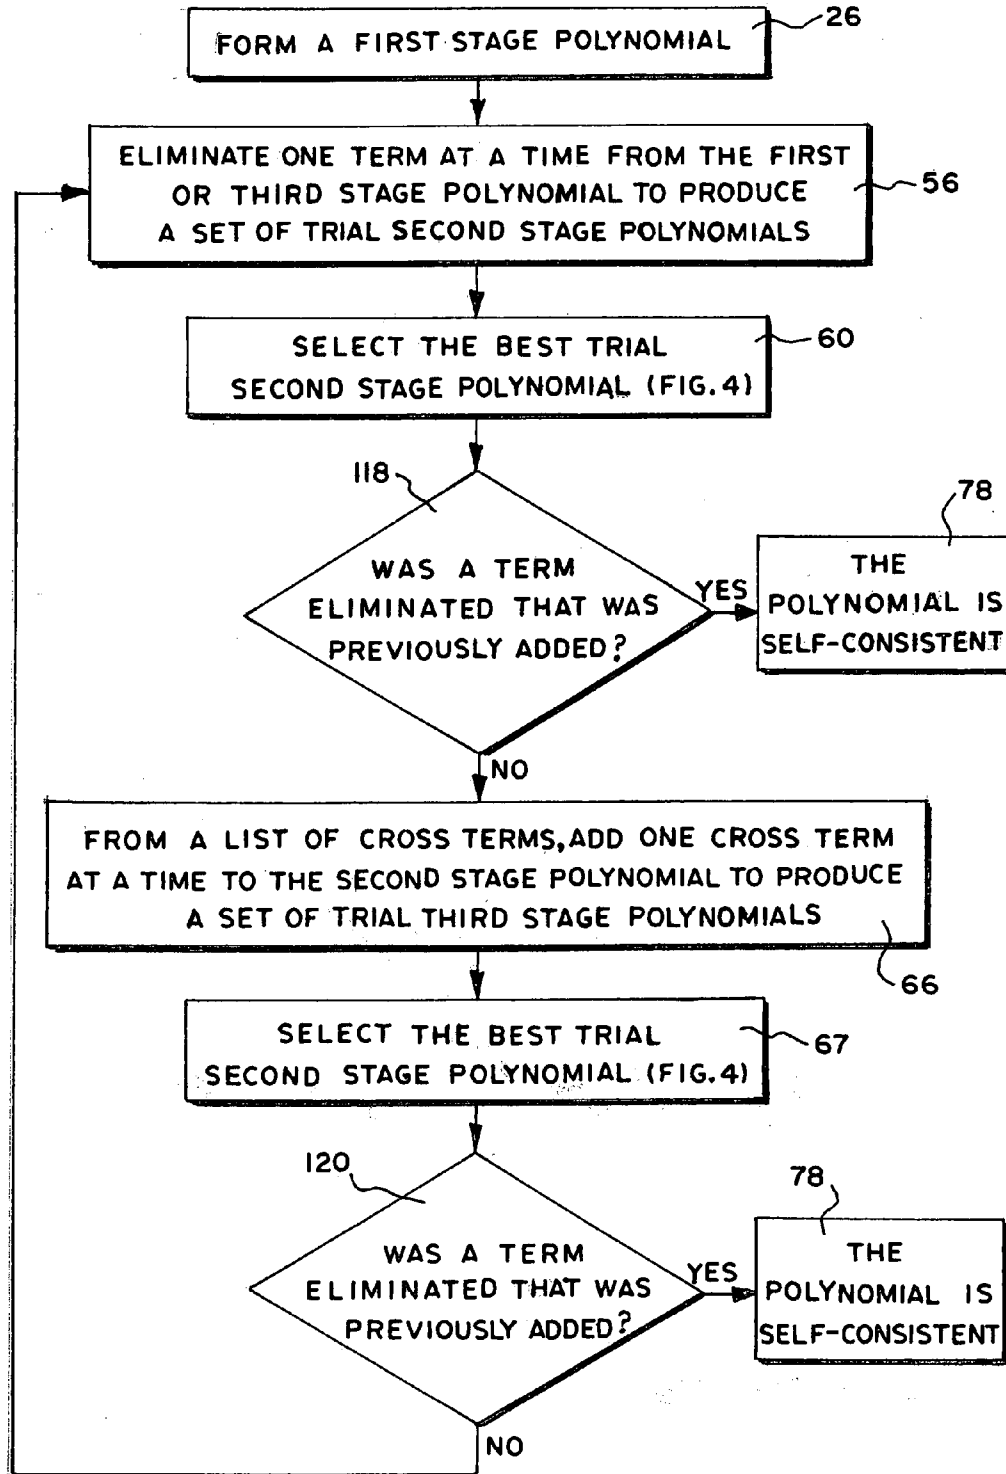 26
FORM A FIRST STAGE POLYNOMIAL
ELIMINATE ONE TERM AT A TIME FROM THE FIRST
OR THIRD STAGE POLYNOMIAL TO PRODUCE
A SET OF TRIAL SECOND STAGE POLYNOMIALS
56
SELECT THE BEST TRIAL
SECOND STAGE POLYNOMIAL (FIG.4)
60
118
WAS A TERM
ELIMINATED THAT WAS
PREVIOUSLY ADDED?
YES
78
THE
POLYNOMIAL IS
SELF-CONSISTENT
NO
FROM A LIST OF CROSS TERMS, ADD ONE CROSS TERM
AT A TIME TO THE SECOND STAGE POLYNOMIAL TO PRODUCE
A SET OF TRIAL THIRD STAGE POLYNOMIALS
66
SELECT THE BEST TRIAL
SECOND STAGE POLYNOMIAL (FIG.4)
67
120
WAS A TERM
ELIMINATED THAT WAS
PREVIOUSLY ADDED?
YES
78
THE
POLYNOMIAL IS
SELF-CONSISTENT
NO